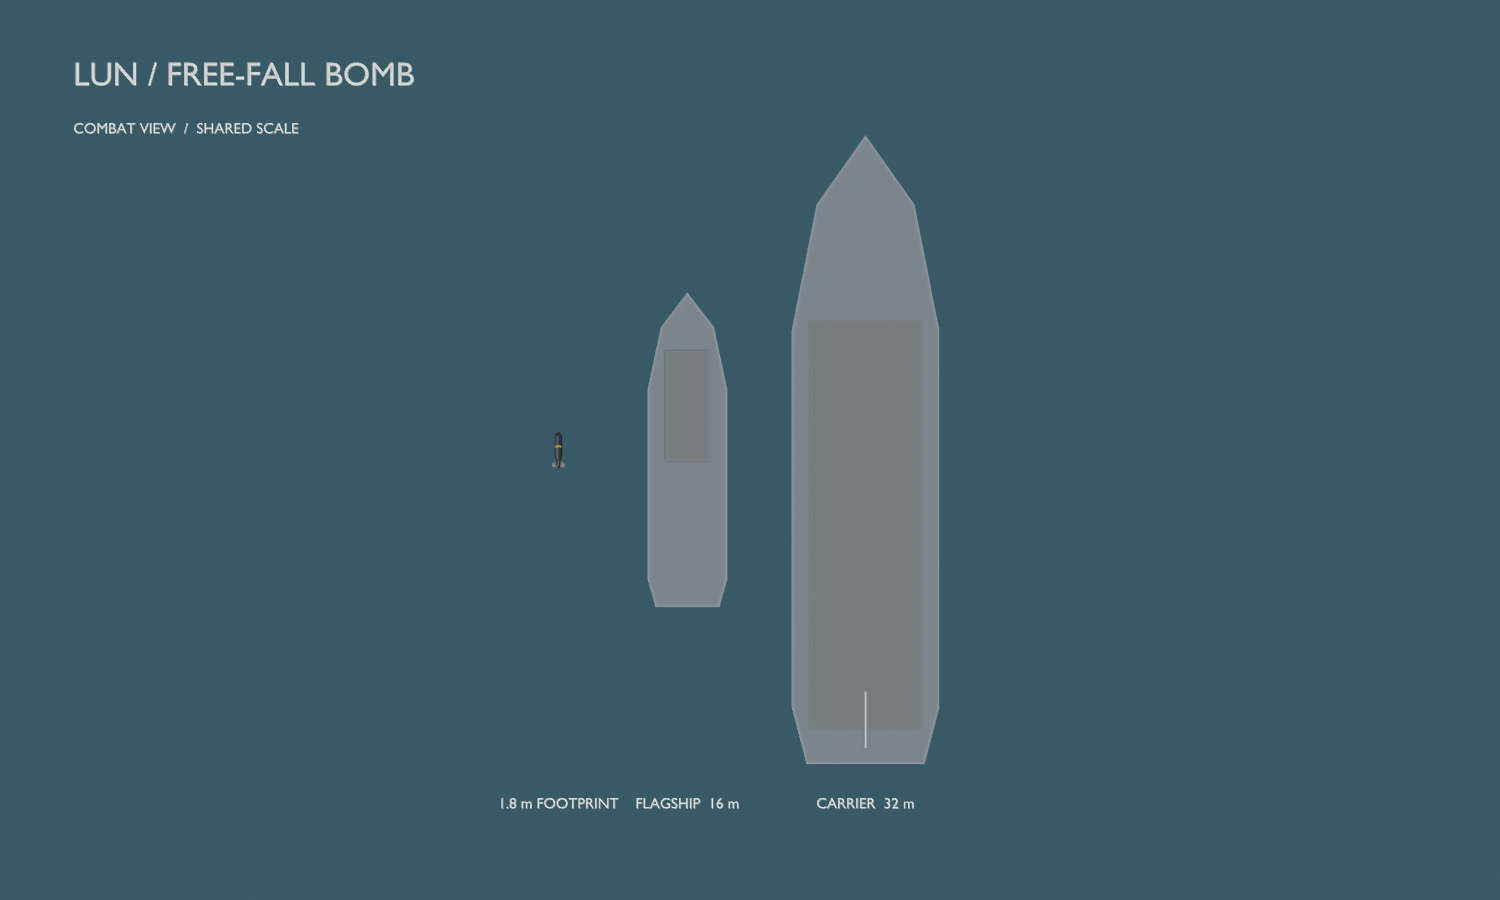 LUN / FREE-FALL BOMB
COMBAT VIEW / SHARED SCALE
1.8 m FOOTPRINT
FLAGSHIP 16 m
CARRIER 32 m